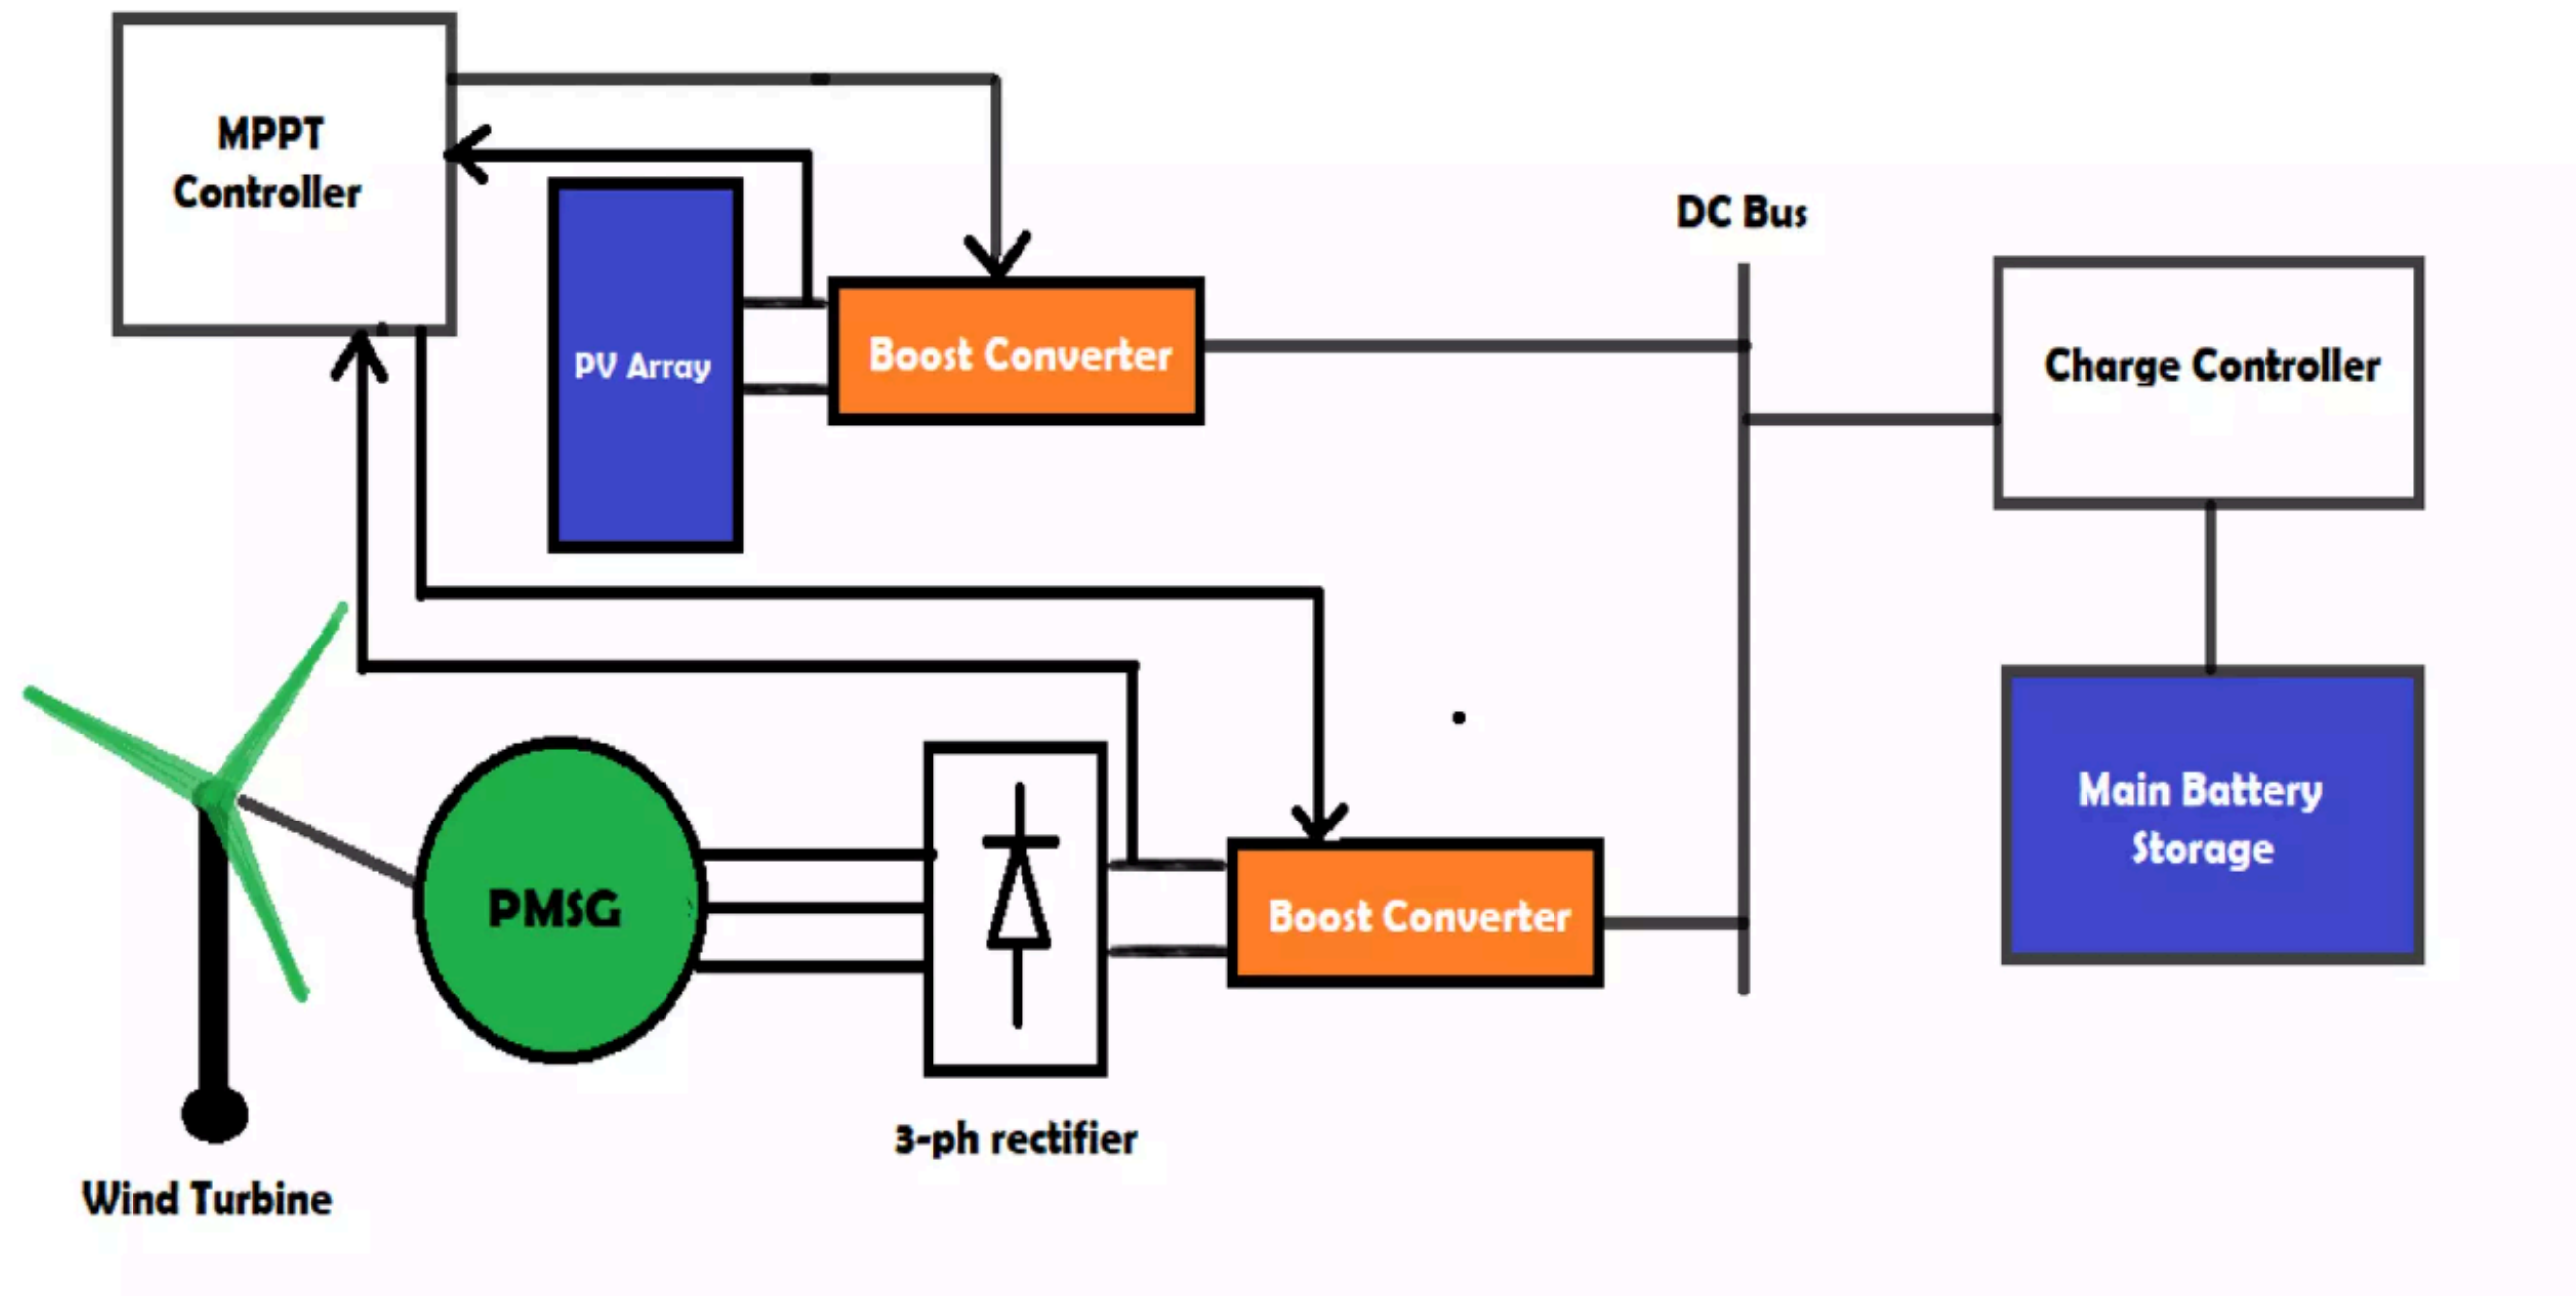 MPPT
Controller
DC Bus
PV Array
Boost Converter
Charge Controller
PMSG
Boost Converter
Main Battery
Storage
3-ph rectifier
Wind Turbine